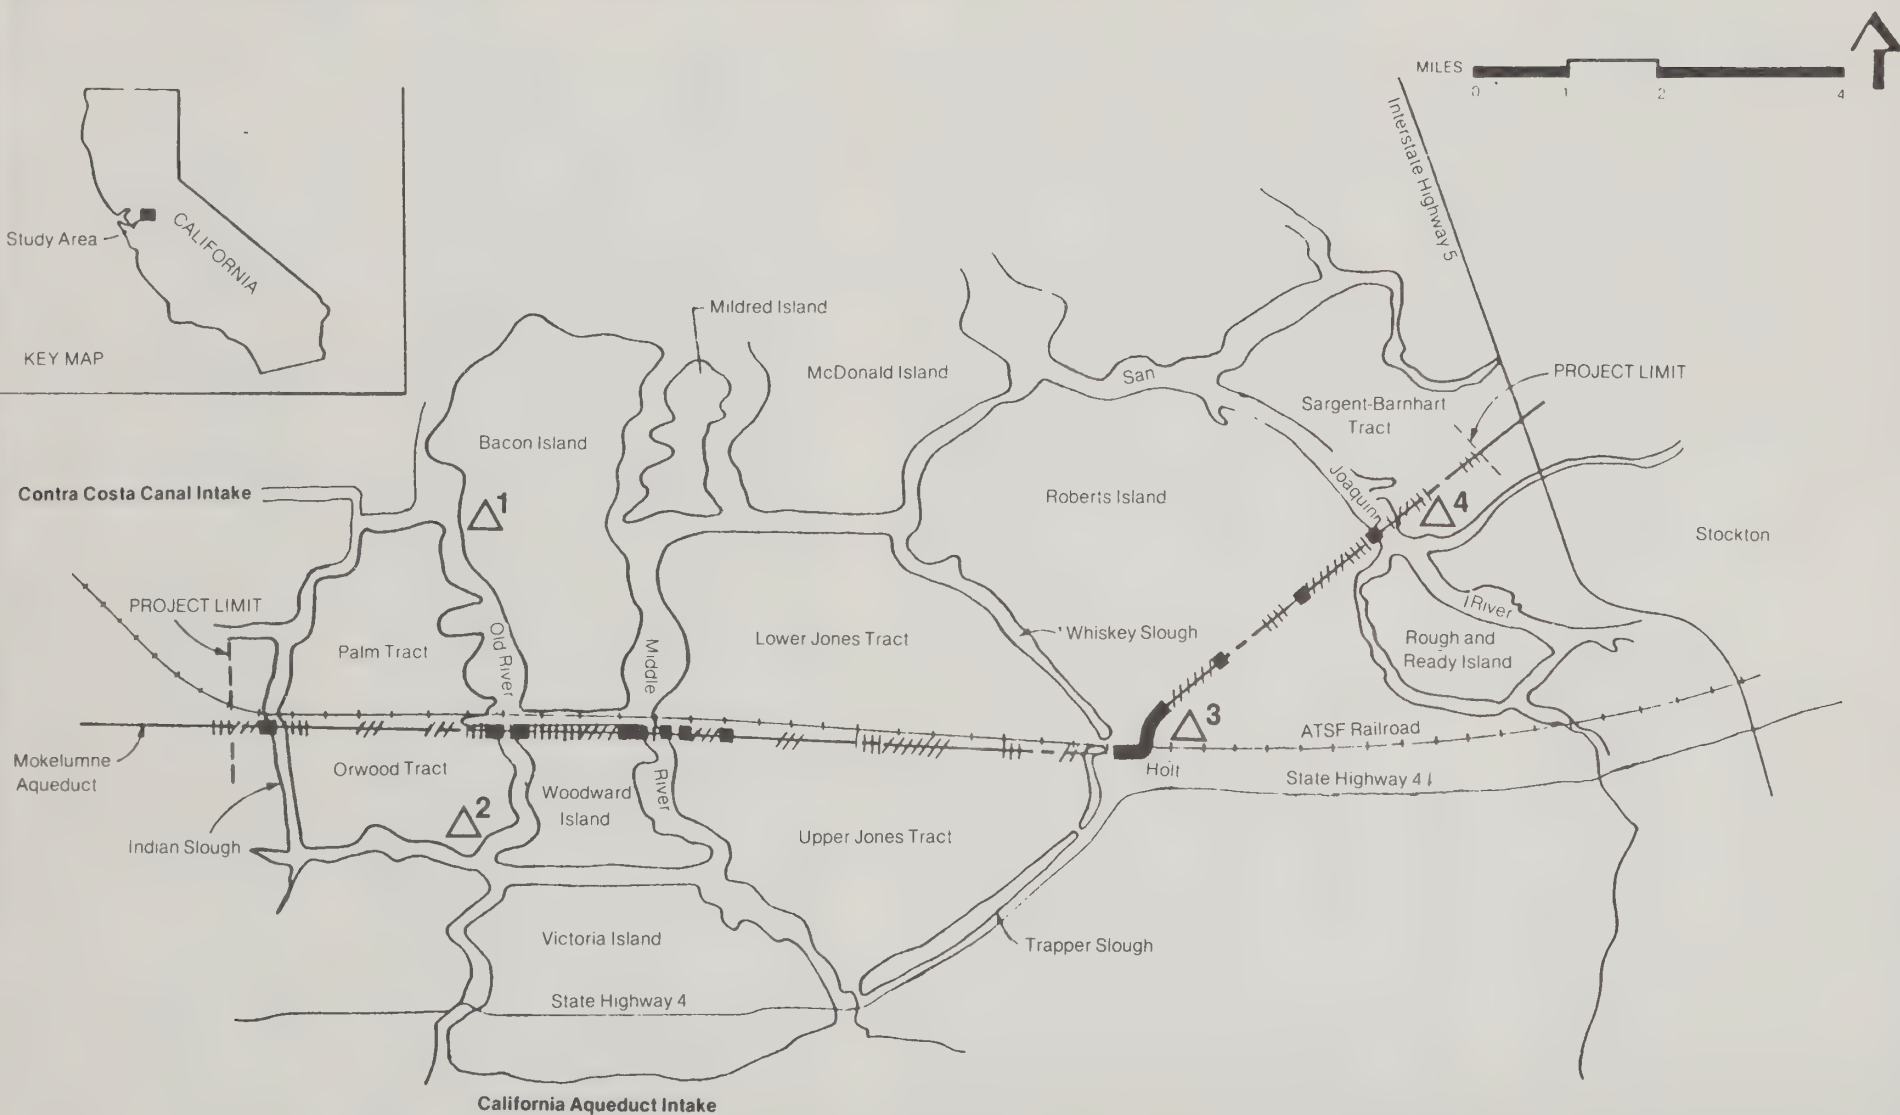 MILES
0 1 2 4
Interstate Highway 5
Study Area
CALIFORNIA
KEY MAP
Mildred Island
McDonald Island
San
PROJECT LIMIT
Sargent-Barnhart
Tract
Bacon Island
Contra Costa Canal Intake
1
Roberts Island
Joaquin
4
Stockton
PROJECT LIMIT
Palm Tract
Old River
Middle
Lower Jones Tract
Whiskey Slough
River
Rough and
Ready Island
3
ATSF Railroad
Mokelumne
Aqueduct
Orwood Tract
Holt
State Highway 4
Woodward
Island
River
2
Indian Slough
Upper Jones Tract
Victoria Island
Trapper Slough
State Highway 4
California Aqueduct Intake